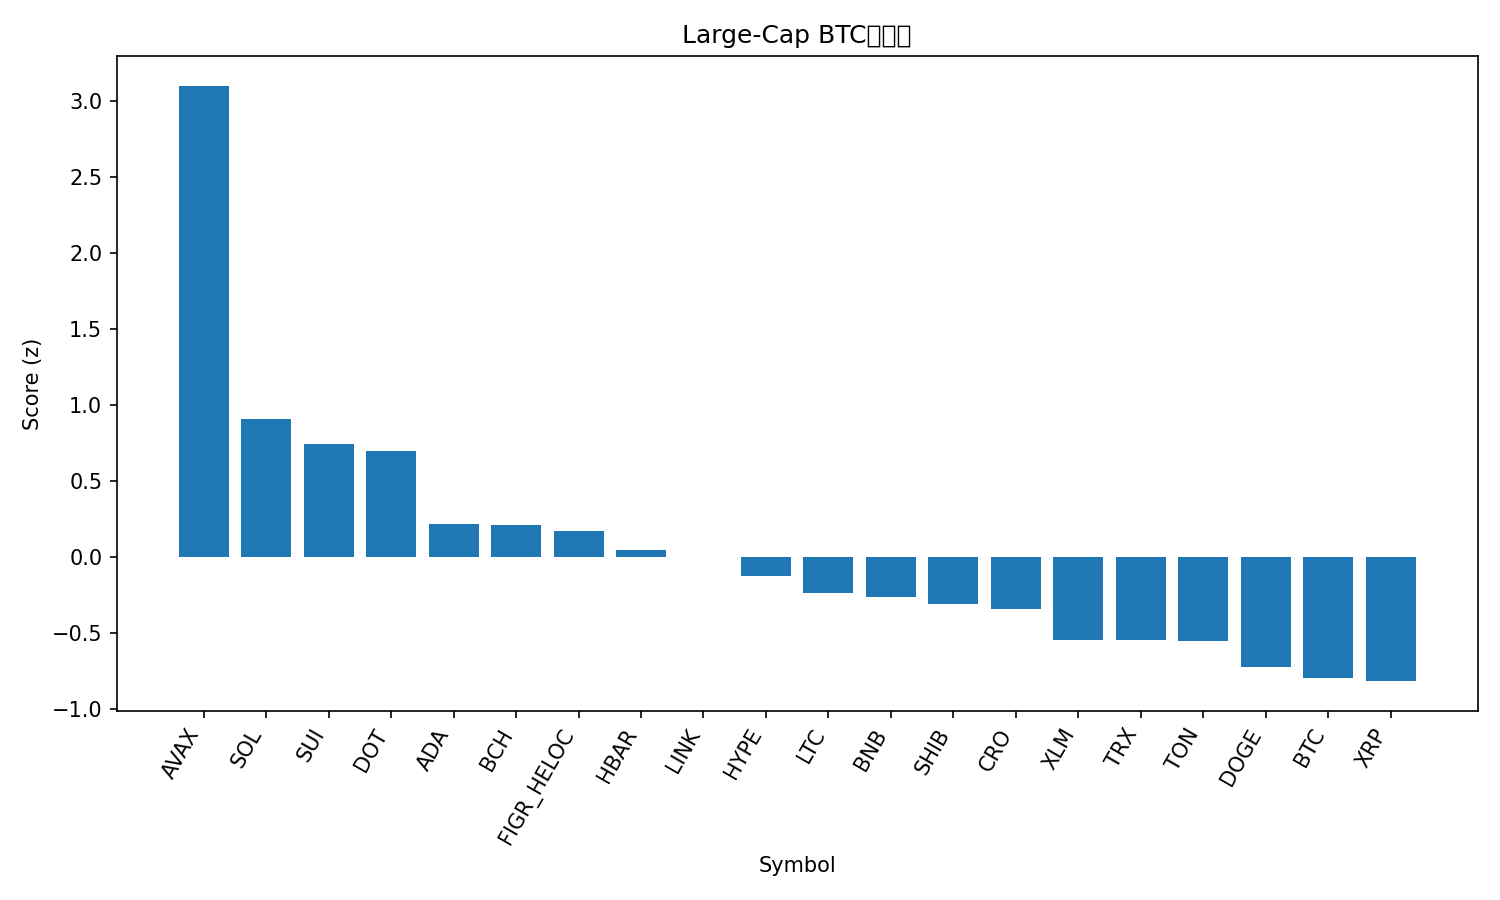 Large-Cap BTC
3.0
2.5
2.0
1.5
1.0
0.5
0.0
−0.5
−1.0
Score (z)
AVAX
SOL
SUI
DOT
ADA
BCH
FIGR_HELOC
HBAR
LINK
HYPE
LTC
BNB
SHIB
CRO
XLM
TRX
TON
DOGE
BTC
XRP
Symbol